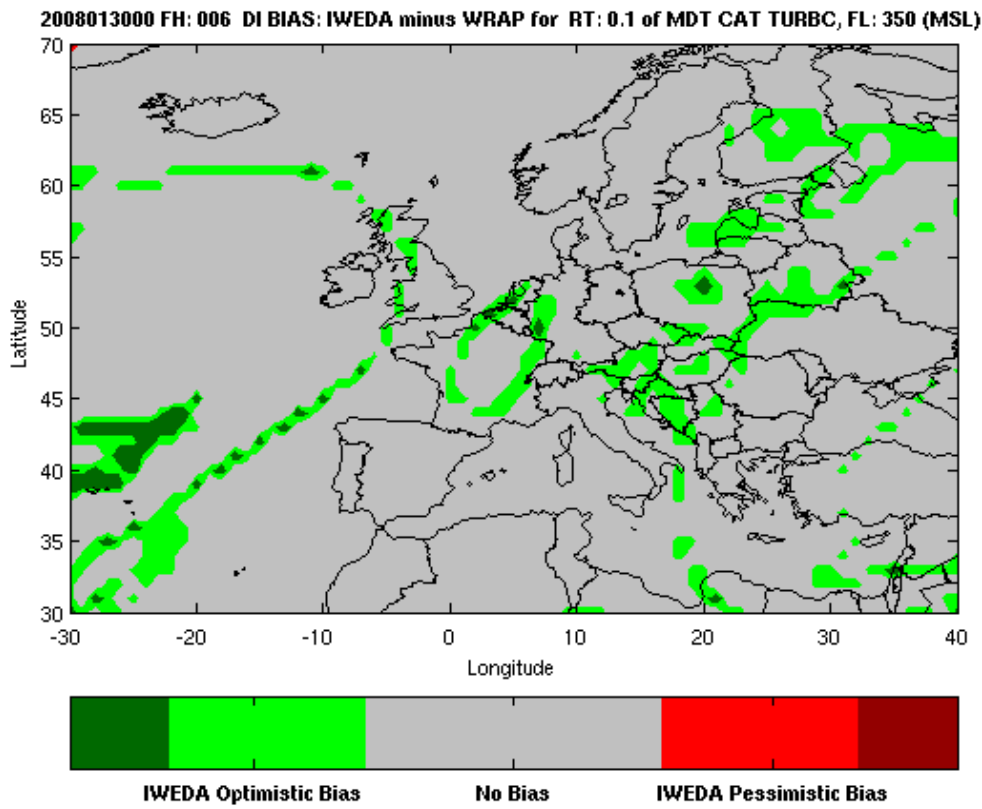 2008013000 FH: 006 DI BIAS: IWEDA minus WRAP for RT: 0.1 of MDT CAT TURBC, FL: 350 (MSL)
70
65
60
55
50
45
40
35
30
Latitude
-30 -20 -10 0 10 20 30 40
Longitude
IWEDA Optimistic Bias No Bias IWEDA Pessimistic Bias